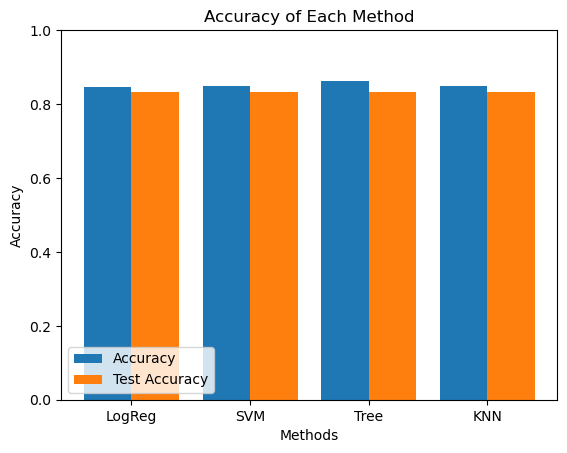 Accuracy of Each Method
1.0
0.8
0.6
0.4
0.2
0.0
Accuracy
Accuracy
Test Accuracy
LogReg SVM Tree KNN
Methods